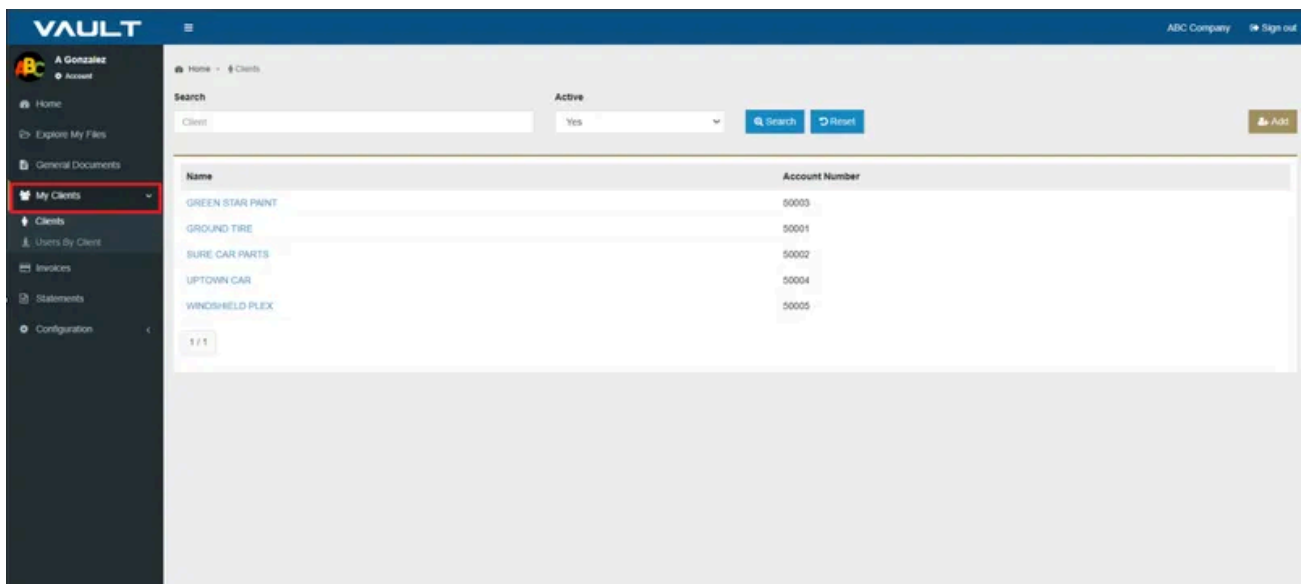 VAULT
ABC Company Sign out
ABC
A Gonzalez
Account
Home
Explore My Files
General Documents
My Clients
Clients
Users By Client
Invoices
Statements
Configuration
Home - Clients
Search Active
Client Yes Search Reset Add
Name Account Number
GREEN STAR PAINT 50003
GROUND TIRE 50001
SURE CAR PARTS 50002
UPTOWN CAR 50004
WINDSHIELD PLEX 50005
1 / 1